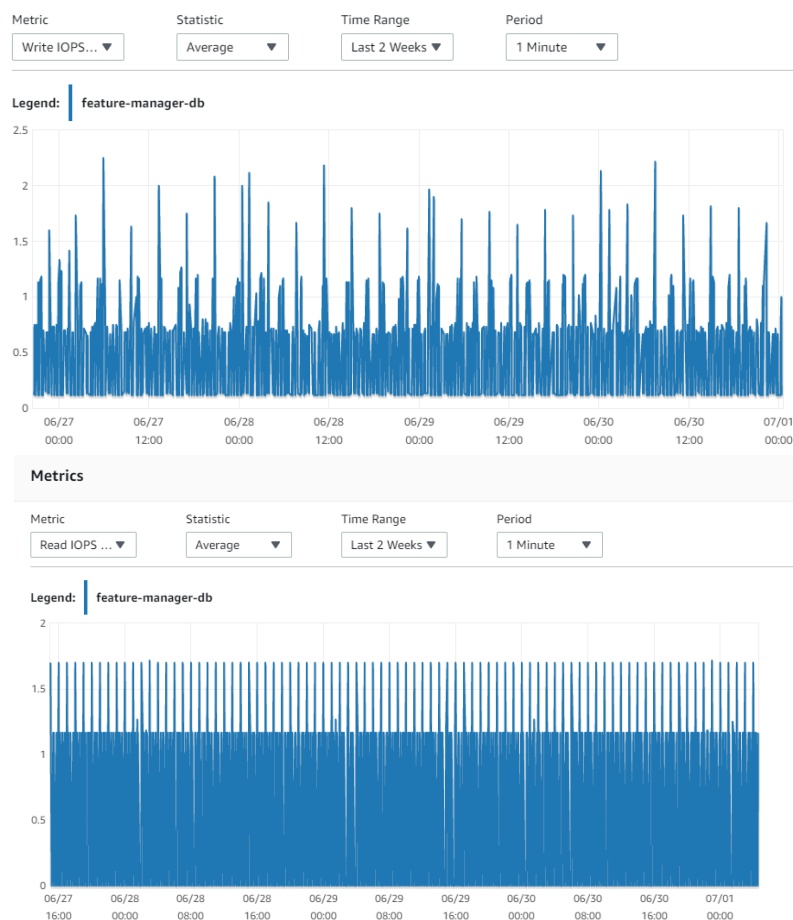 Metric Statistic Time Range Period
Write IOPS... Average Last 2 Weeks 1 Minute
Legend: feature-manager-db
2.5
2
1.5
1
0.5
0
06/27 06/27 06/28 06/28 06/29 06/29 06/30 06/30 07/01
00:00 12:00 00:00 12:00 00:00 12:00 00:00 12:00 00:00
Metrics
Metric Statistic Time Range Period
Read IOPS ... Average Last 2 Weeks 1 Minute
Legend: feature-manager-db
2
1.5
1
0.5
0
06/27 06/28 06/28 06/28 06/29 06/29 06/29 06/30 06/30 06/30 07/01
16:00 00:00 08:00 16:00 00:00 08:00 16:00 00:00 08:00 16:00 00:00